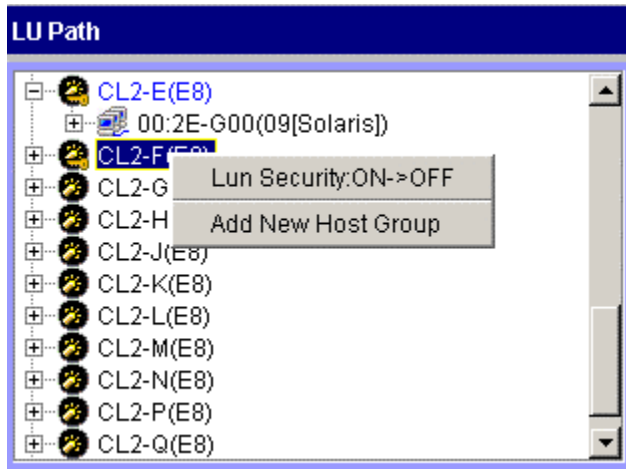 LU Path
CL2-E(E8)
00:2E-G00(09[Solaris])
CL2-F(E8)
Lun Security:ON->OFF
CL2-G
Add New Host Group
CL2-H
CL2-J(E8)
CL2-K(E8)
CL2-L(E8)
CL2-M(E8)
CL2-N(E8)
CL2-P(E8)
CL2-Q(E8)